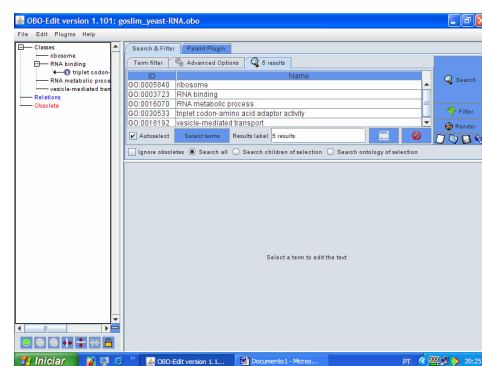 OBO-Edit version 1.101: goslim_yeast-RNA.obo
File Edit Plugins Help
Classes
ribosome
RNA binding
triplet codon-
RNA metabolic proce
vesicle-mediated tran
Relations
Obsolete
Search & Filter Parent Plugin
Term filter Advanced Options 5 results
ID Name
GO:0005840 ribosome
GO:0003723 RNA binding
GO:0016070 RNA metabolic process
GO:0030533 triplet codon-amino acid adaptor activity
GO:0016192 vesicle-mediated transport
Autoselect Select terms Results label 5 results
Ignore obsoletes Search all Search children of selection Search ontology of selection
Search
Filter
Render
Select a term to edit the text
Iniciar OBO-Edit version 1.1... Documento1 - Micros... PT 20:25